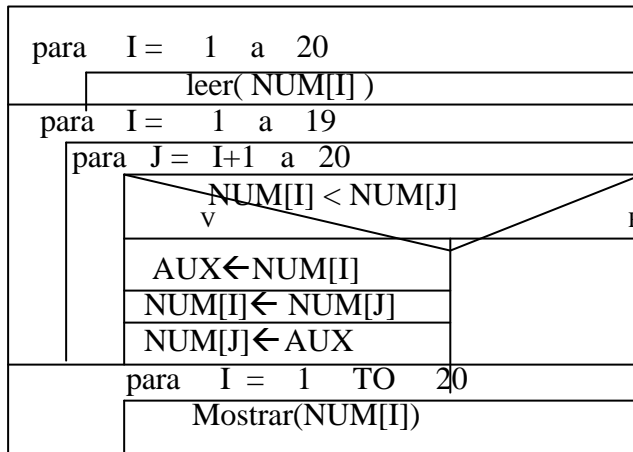 para I = 1 a 20
leer( NUM[I] )
para I = 1 a 19
para J = I+1 a 20
NUM[I] < NUM[J]
V
AUX←NUM[I]
NUM[I]← NUM[J]
NUM[J]←AUX
para I = 1 TO 20
Mostrar(NUM[I])